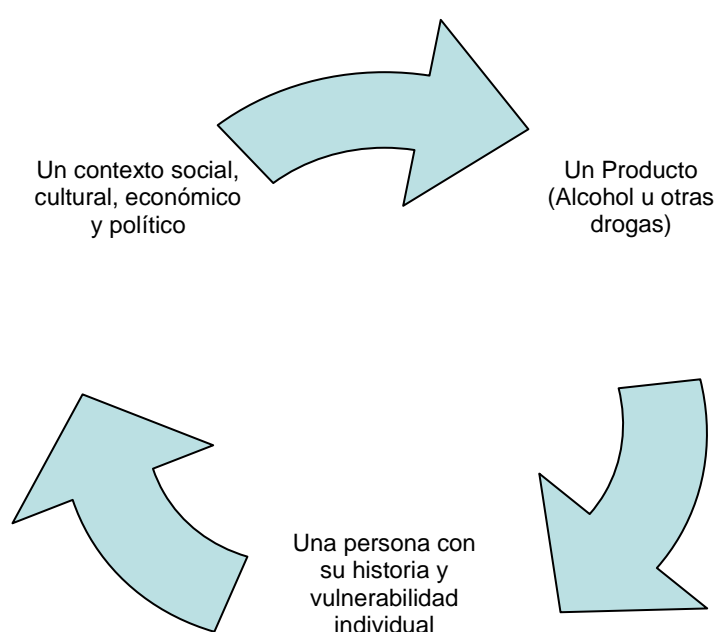 Un contexto social,
cultural, económico
y político
Un Producto
(Alcohol u otras
drogas)
Una persona con
su historia y
vulnerabilidad
individual